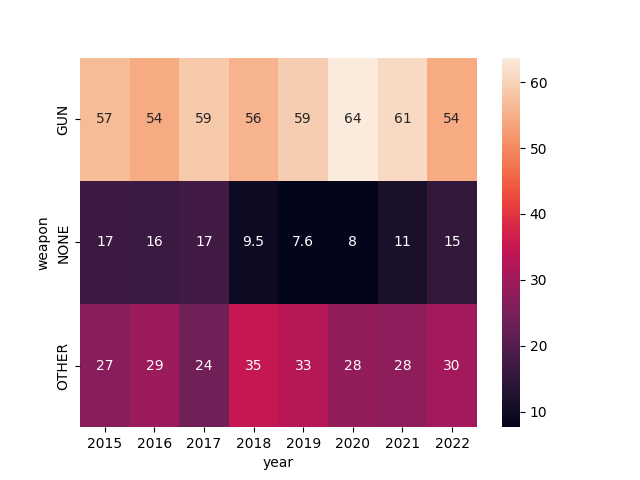 GUN 57 54 59 56 59 64 61 54
weapon
NONE 17 16 17 9.5 7.6 8 11 15
OTHER 27 29 24 35 33 28 28 30
2015 2016 2017 2018 2019 2020 2021 2022
year
60
50
40
30
20
10